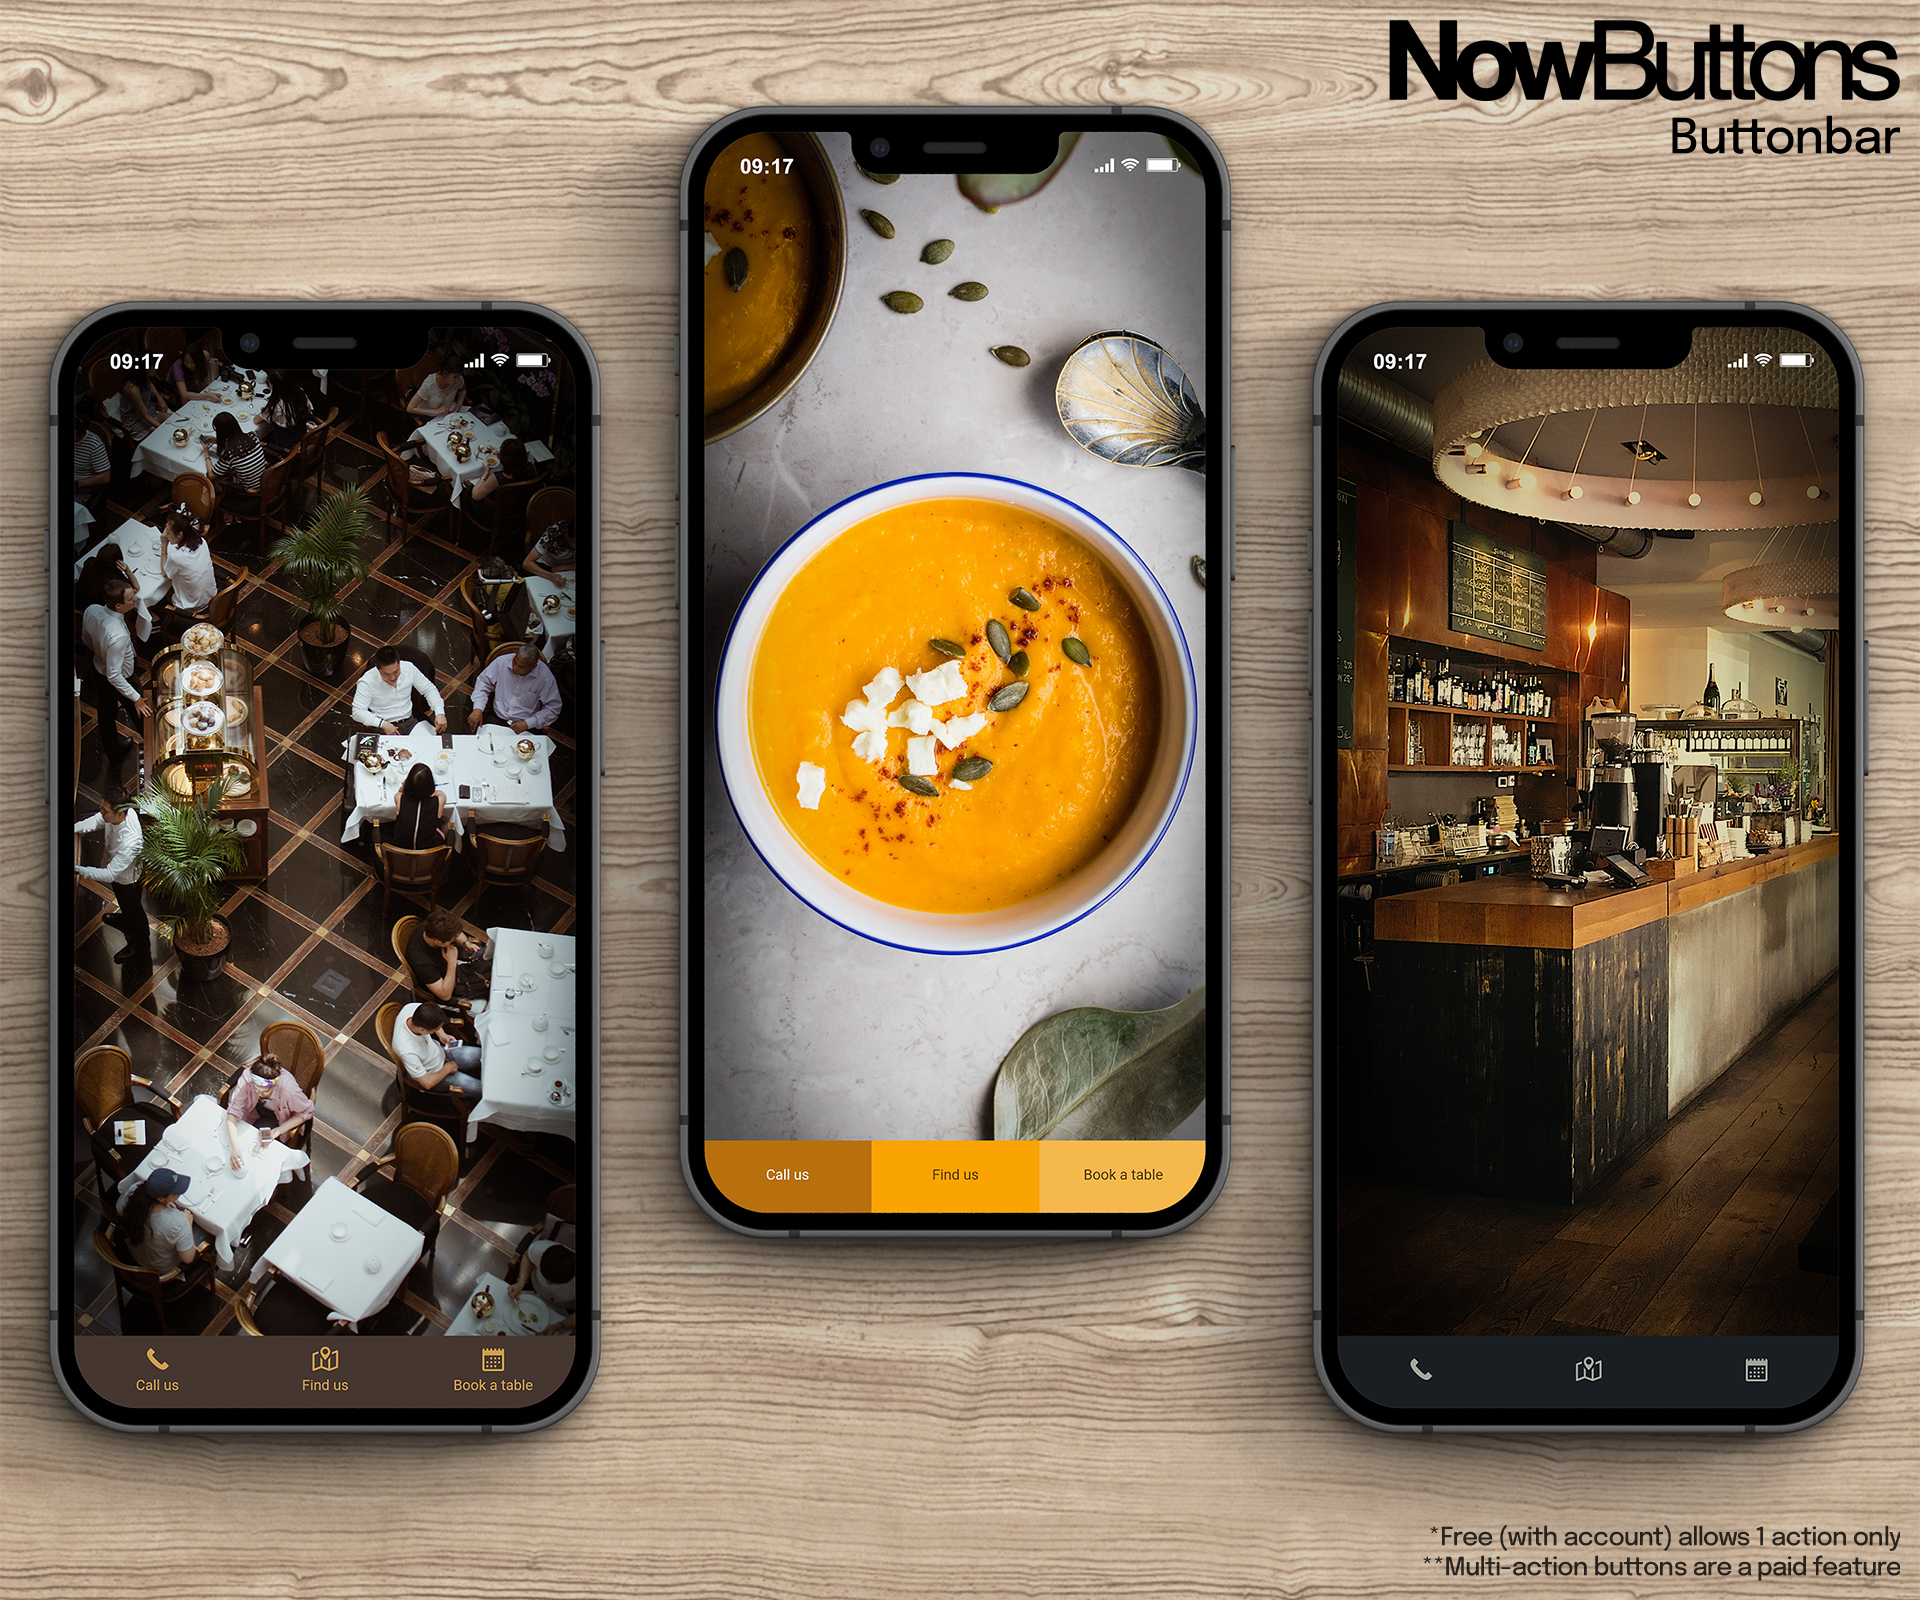 NowButtons
Buttonbar
09:17
09:17
09:17
Call us
Find us
Book a table
Call us
Find us
Book a table
*Free (with account) allows 1 action only
**Multi-action buttons are a paid feature